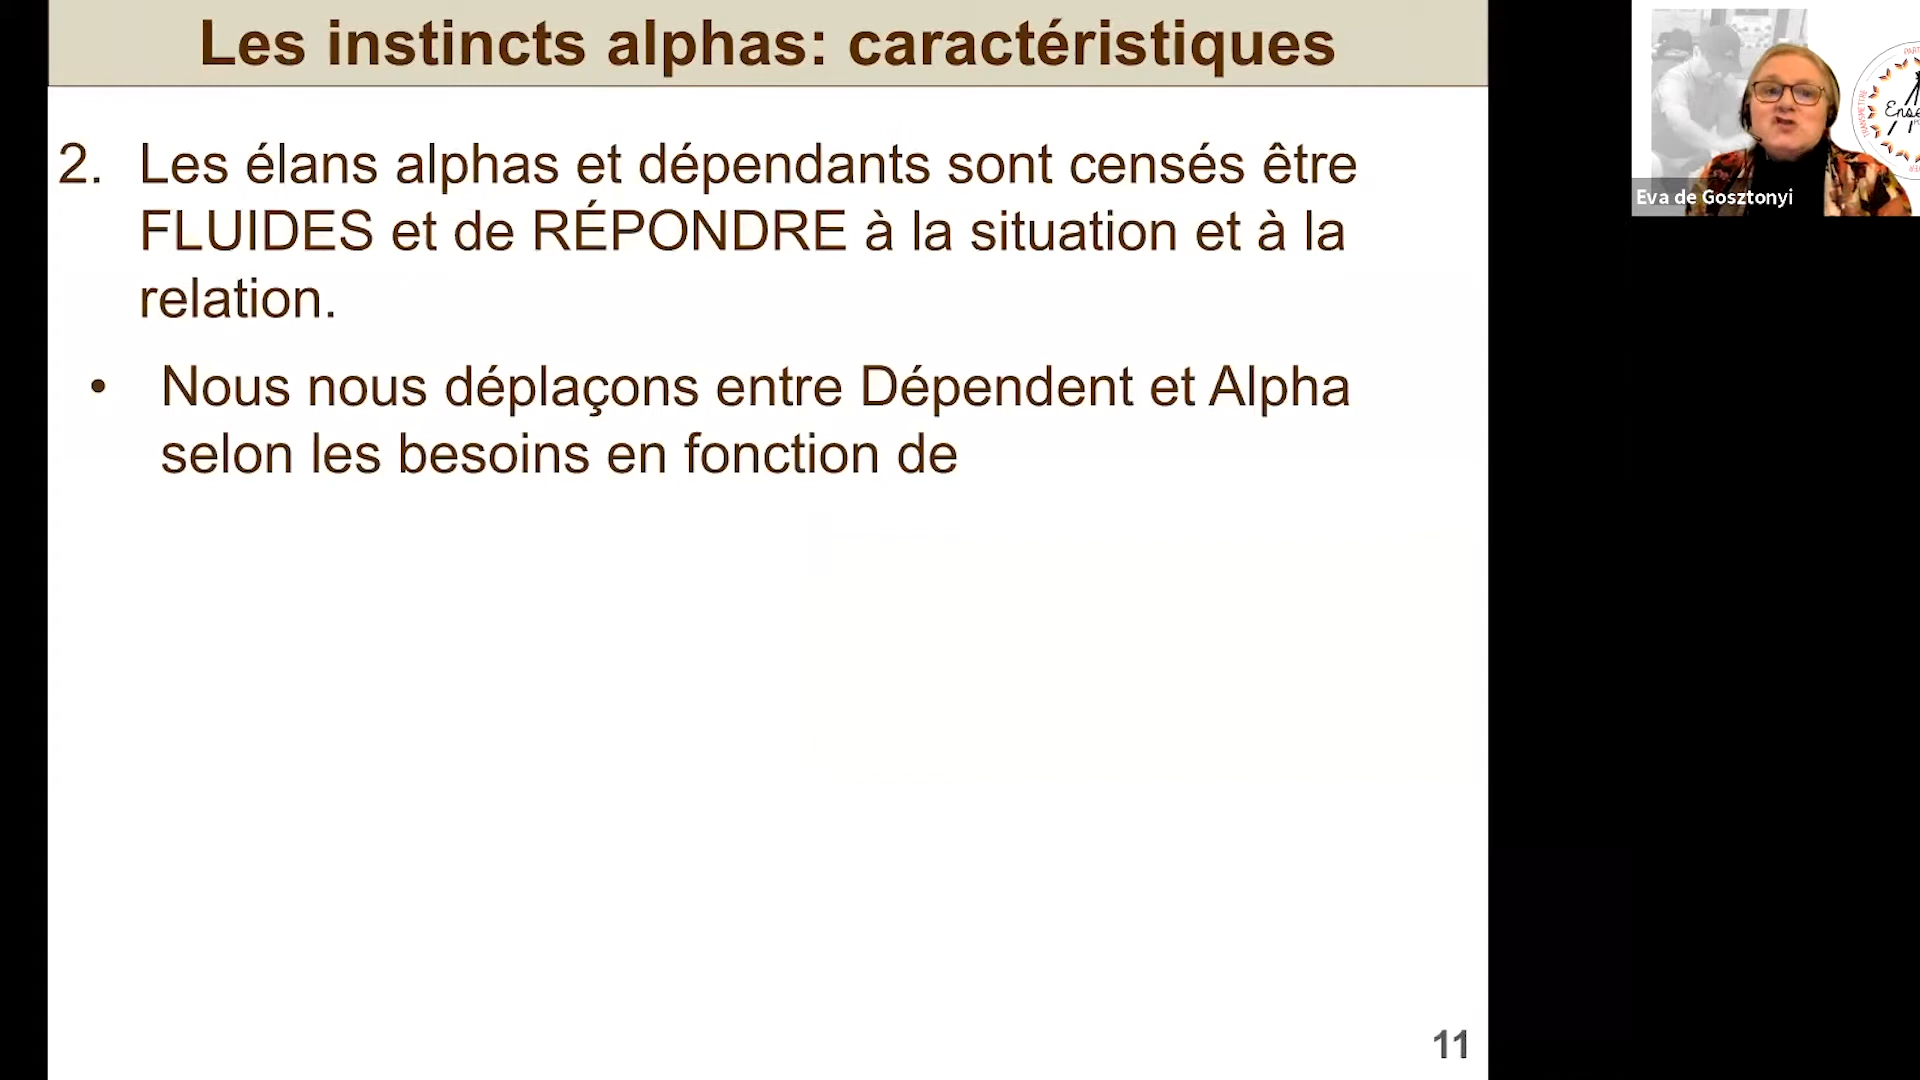 Les instincts alphas: caractéristiques
2. Les élans alphas et dépendants sont censés être
FLUIDES et de RÉPONDRE à la situation et à la
relation.
• Nous nous déplaçons entre Dépendent et Alpha
selon les besoins en fonction de
11
Eva de Gosztonyi
TRANSMETTRE